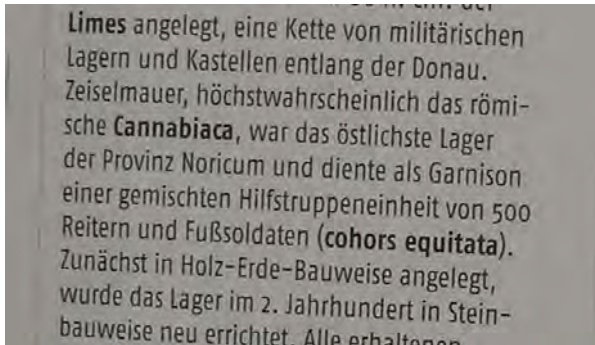 Limes angelegt, eine Kette von militärischen
Lagern und Kastellen entlang der Donau.
Zeiselmauer, höchstwahrscheinlich das römi-
sche Cannabiaca, war das östlichste Lager
der Provinz Noricum und diente als Garnison
einer gemischten Hilfstruppeneinheit von 500
Reitern und Fußsoldaten (cohors equitata).
Zunächst in Holz-Erde-Bauweise angelegt,
wurde das Lager im 2. Jahrhundert in Stein-
bauweise neu errichtet. Alle erhaltenen